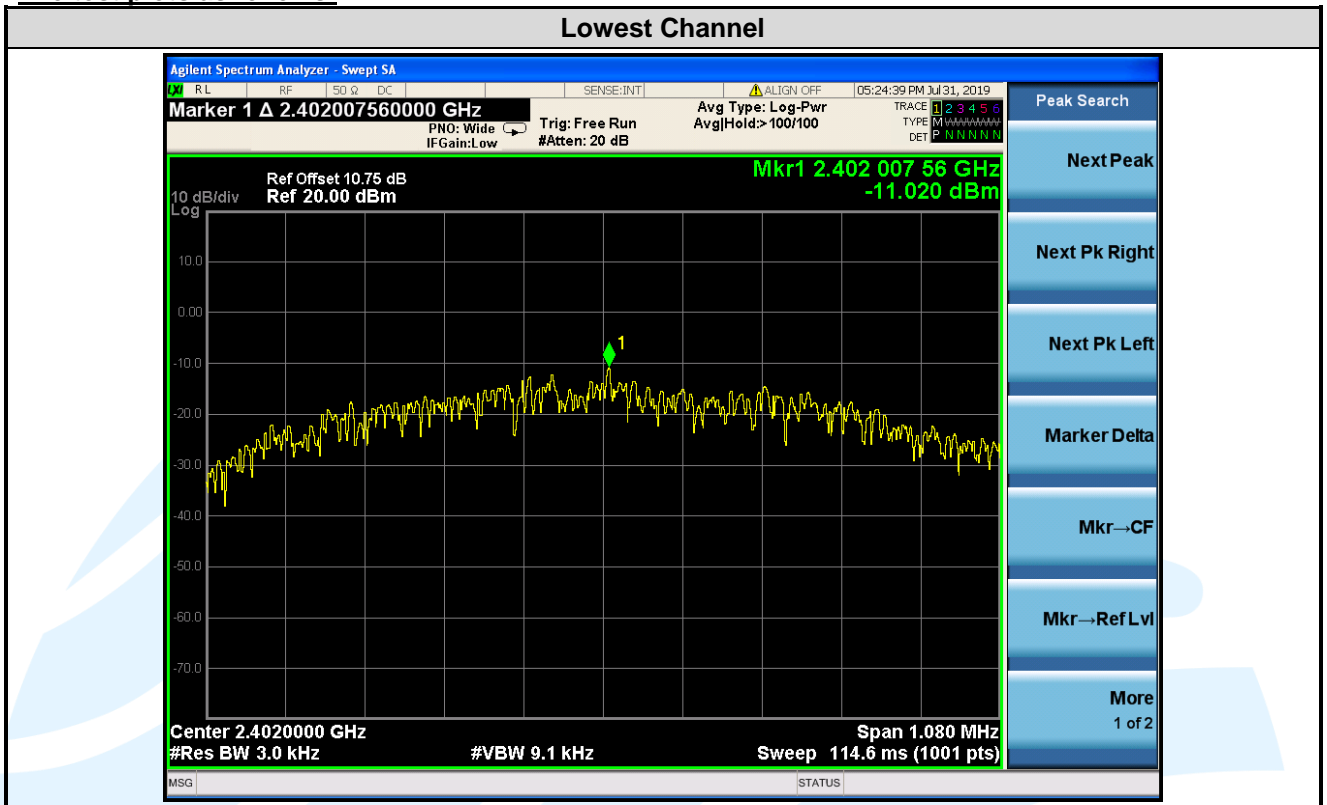 Lowest Channel
Agilent Spectrum Analyzer - Swept SA
LXI RL RF 50 Ω DC SENSE:INT ALIGN OFF 05:24:39 PM Jul 31, 2019
Marker 1 Δ 2.402007560000 GHz
PNO: Wide
IFGain:Low
Trig: Free Run
#Atten: 20 dB
Avg Type: Log-Pwr
Avg|Hold:>100/100
TRACE 1 2 3 4 5 6
TYPE M
DET P N N N N N
Peak Search
Mkr1 2.402 007 56 GHz
-11.020 dBm
Ref Offset 10.75 dB
10 dB/div Ref 20.00 dBm
Log
10.0
0.00
-10.0
-20.0
-30.0
-40.0
-50.0
-60.0
-70.0
1
Center 2.4020000 GHz Span 1.080 MHz
#Res BW 3.0 kHz #VBW 9.1 kHz Sweep 114.6 ms (1001 pts)
Next Peak
Next Pk Right
Next Pk Left
Marker Delta
Mkr→CF
Mkr→Ref Lvl
More
1 of 2
MSG STATUS